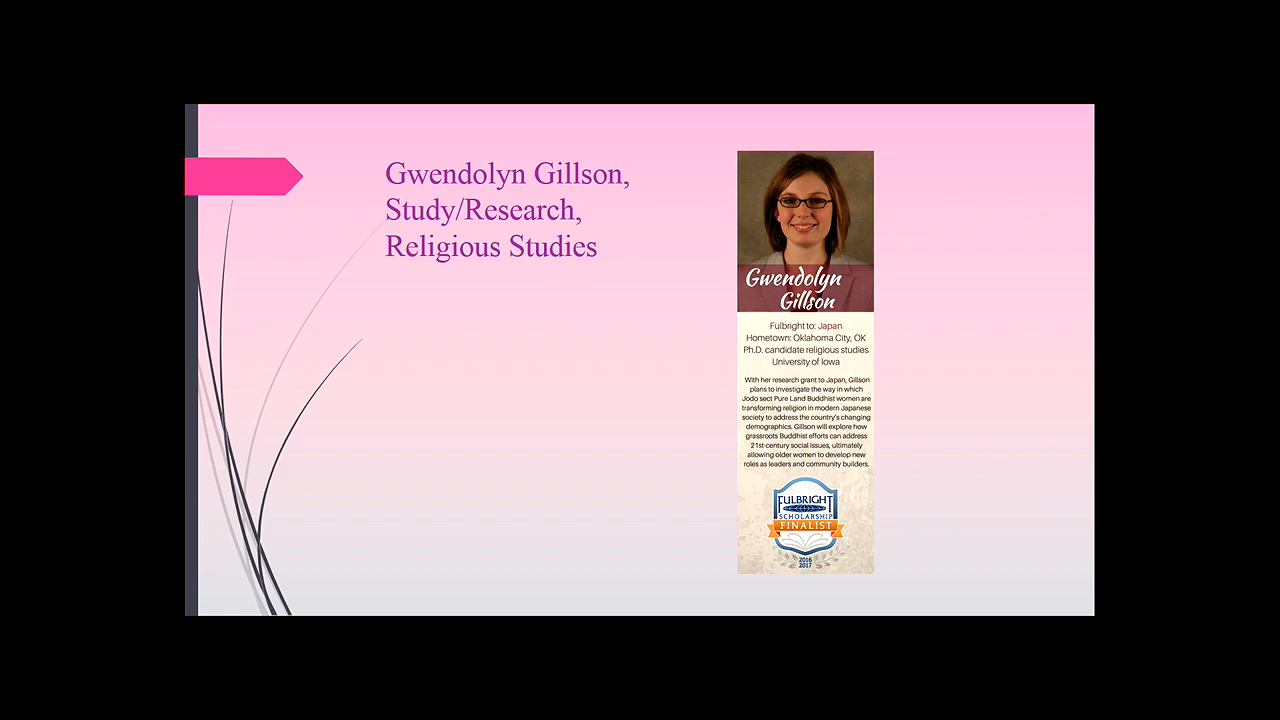 Gwendolyn Gillson,
Study/Research,
Religious Studies
Gwendolyn
Gillson
Fulbright to: Japan
Hometown: Oklahoma City, OK
Ph.D. candidate religious studies
University of Iowa
With her research grant to Japan, Gillson
plans to investigate the way in which
Jodo sect Pure Land Buddhist women are
transforming religion in modern Japanese
society to address the country's changing
demographics. Gillson will explore how
grassroots Buddhist efforts can address
21st-century social issues, ultimately
allowing older women to develop new
roles as leaders and community builders.
FULBRIGHT
SCHOLARSHIP
FINALIST
2016
2017